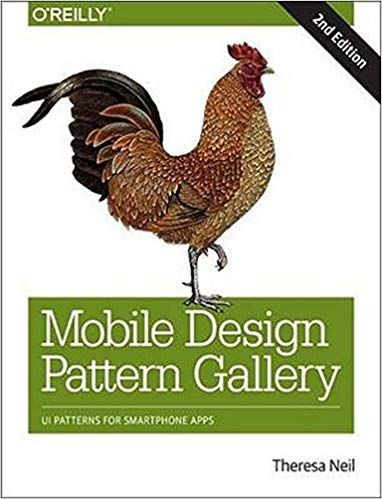 O'REILLY®
2nd Edition
Mobile Design
Pattern Gallery
UI PATTERNS FOR SMARTPHONE APPS
Theresa Neil